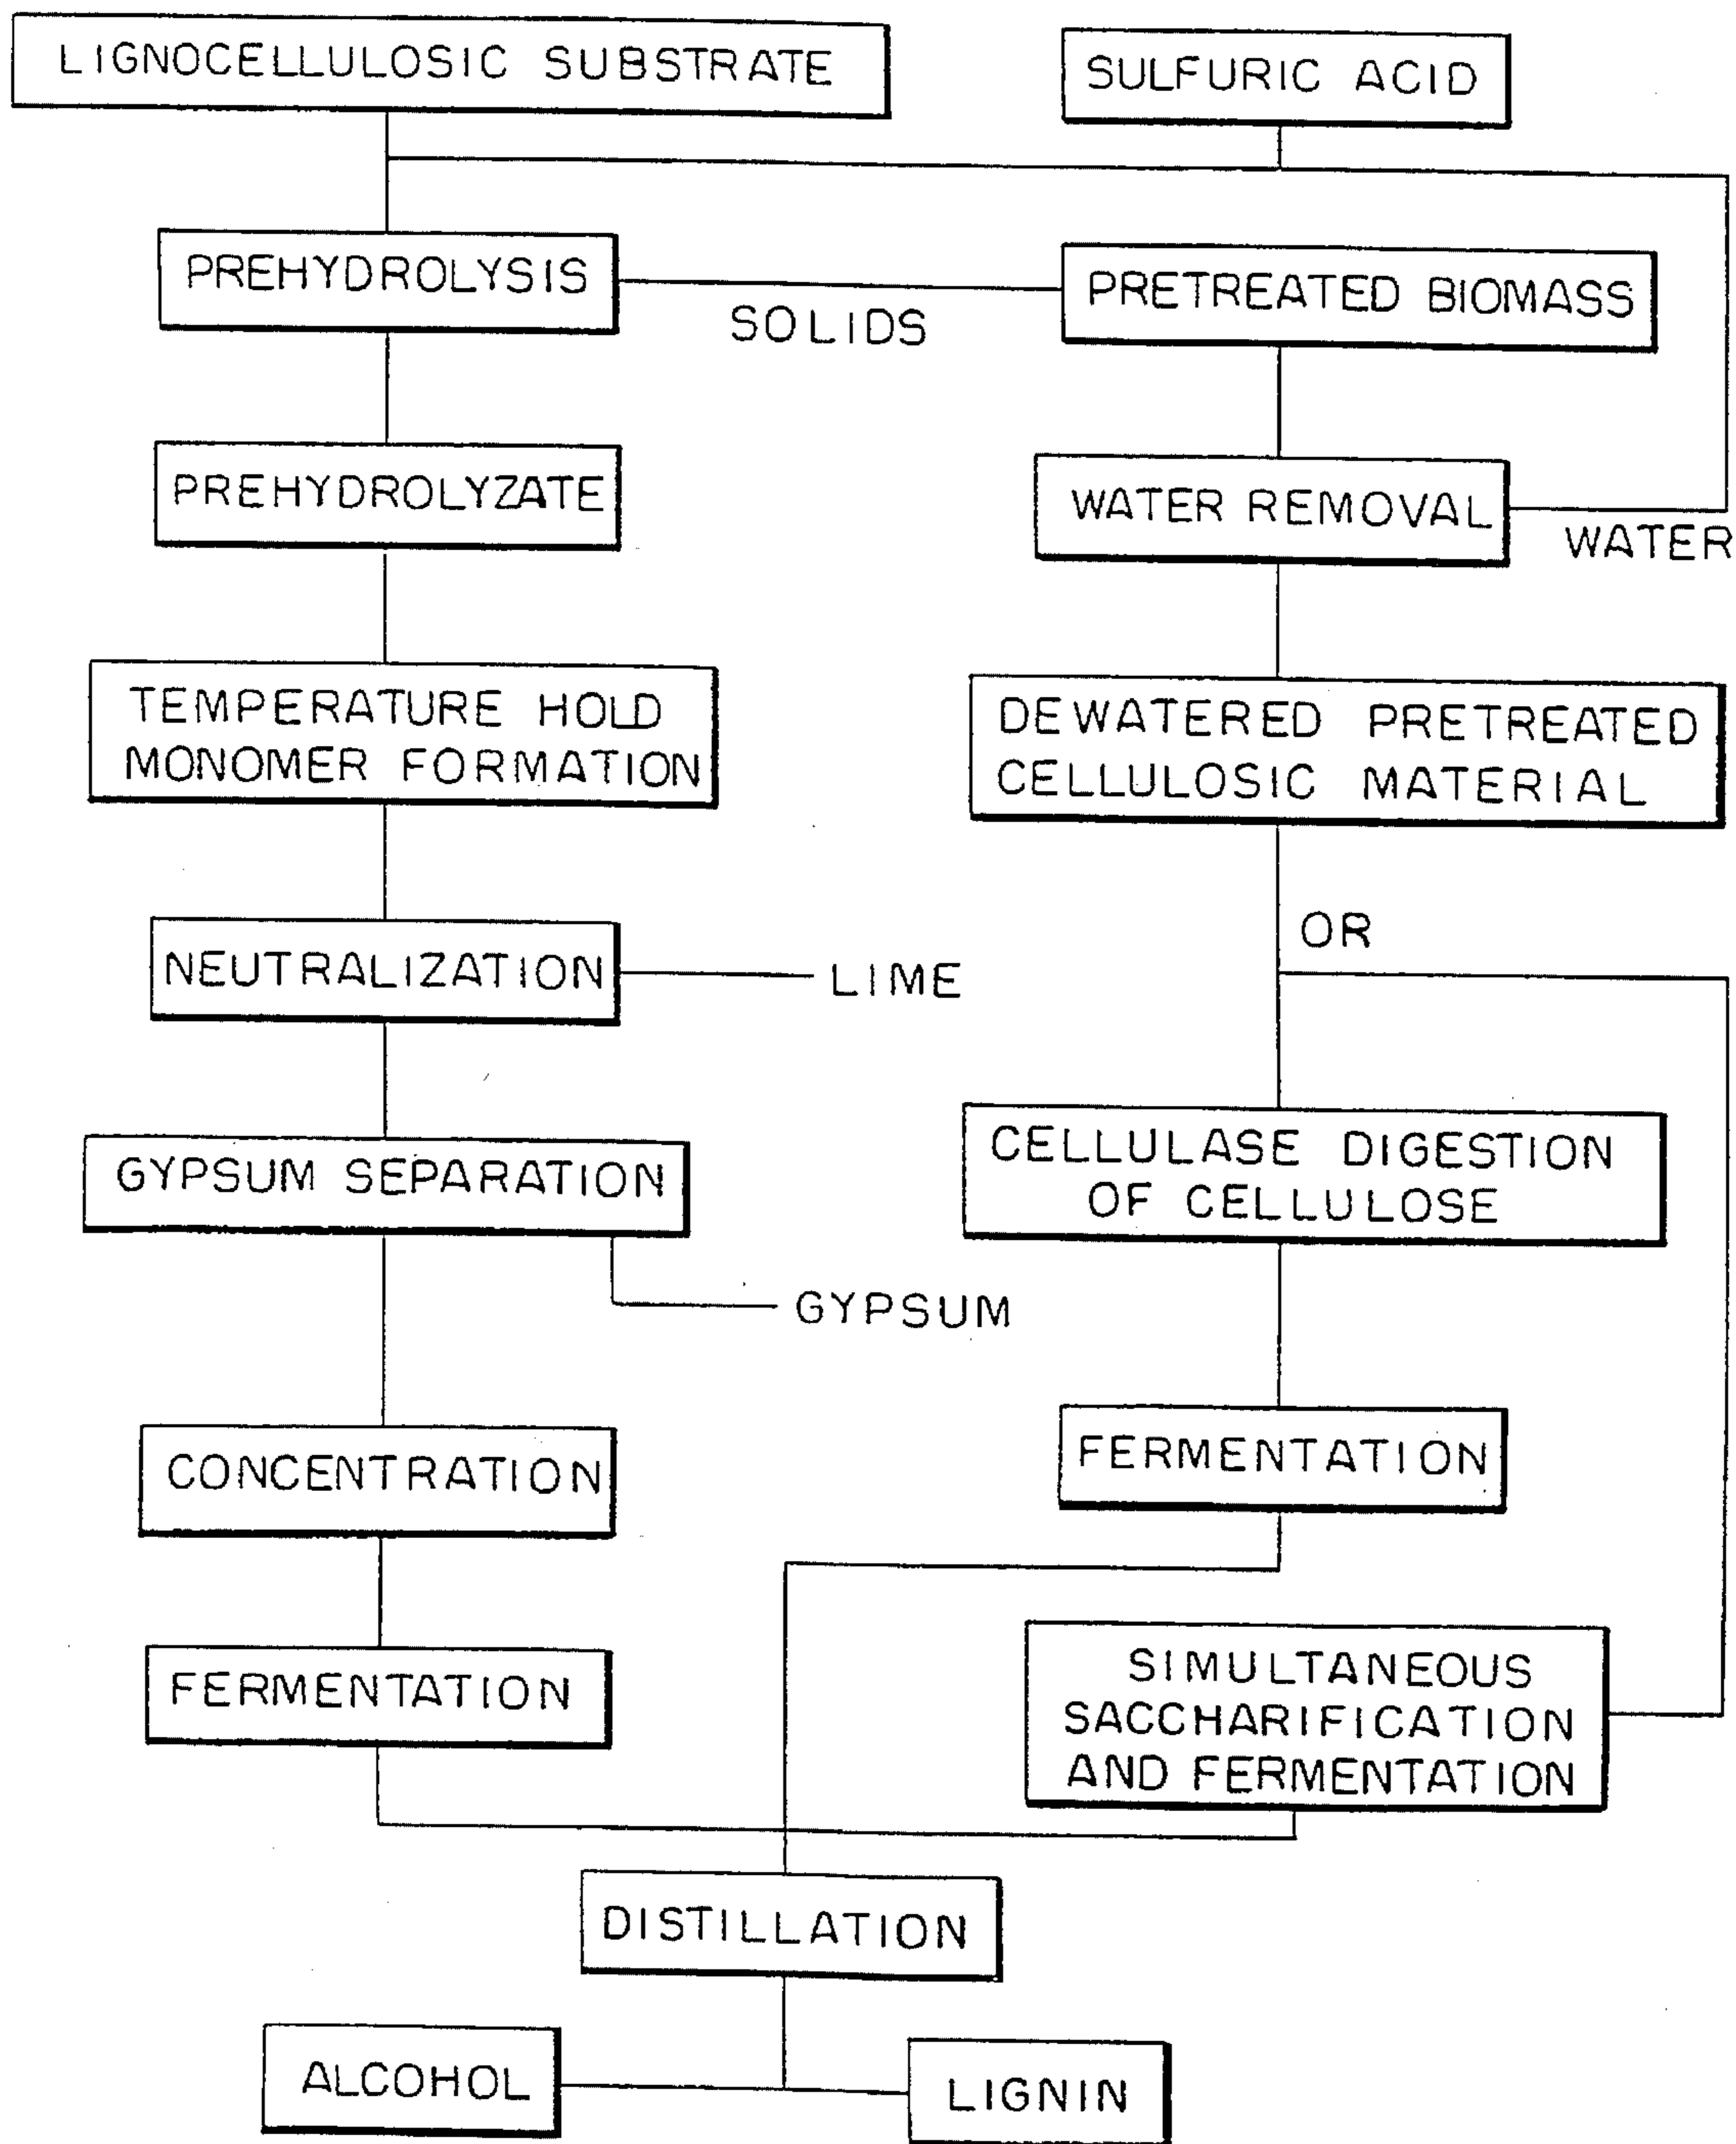 LIGNOCELLULOSIC SUBSTRATE
SULFURIC ACID
PREHYDROLYSIS
SOLIDS
PRETREATED BIOMASS
PREHYDROLYZATE
WATER REMOVAL
WATER
TEMPERATURE HOLD
MONOMER FORMATION
DEWATERED PRETREATED
CELLULOSIC MATERIAL
OR
NEUTRALIZATION
LIME
GYPSUM SEPARATION
GYPSUM
CELLULASE DIGESTION
OF CELLULOSE
CONCENTRATION
FERMENTATION
FERMENTATION
SIMULTANEOUS
SACCHARIFICATION
AND FERMENTATION
DISTILLATION
ALCOHOL
LIGNIN